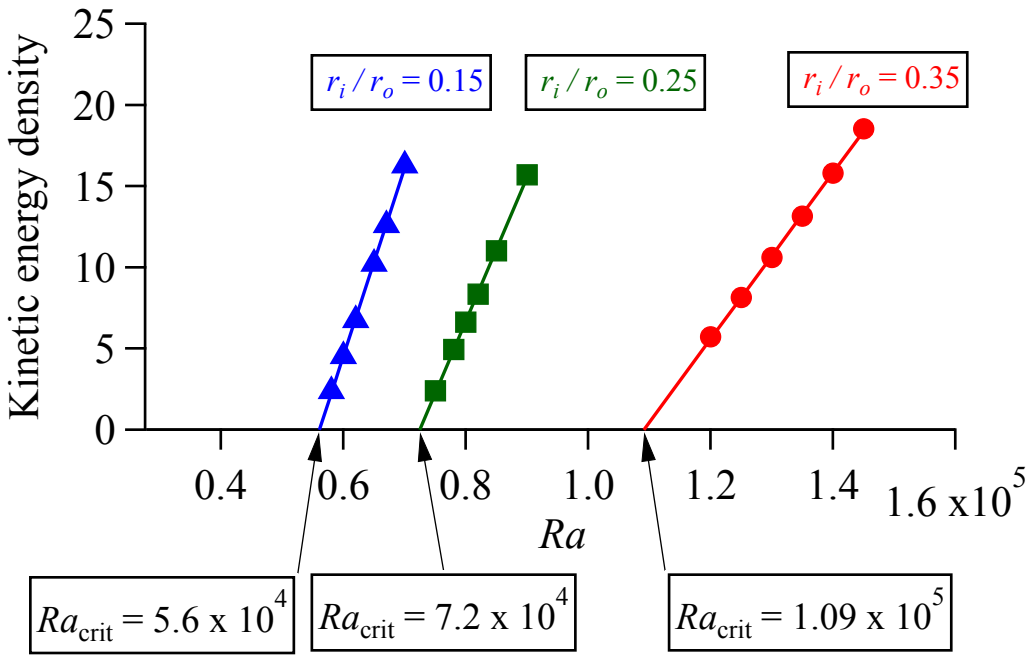 Kinetic energy density
25
20
15
10
5
0
r_i / r_o = 0.15
r_i / r_o = 0.25
r_i / r_o = 0.35
0.4 0.6 0.8 1.0 1.2 1.4 1.6 x10^5
Ra
Ra_crit = 5.6 x 10^4
Ra_crit = 7.2 x 10^4
Ra_crit = 1.09 x 10^5